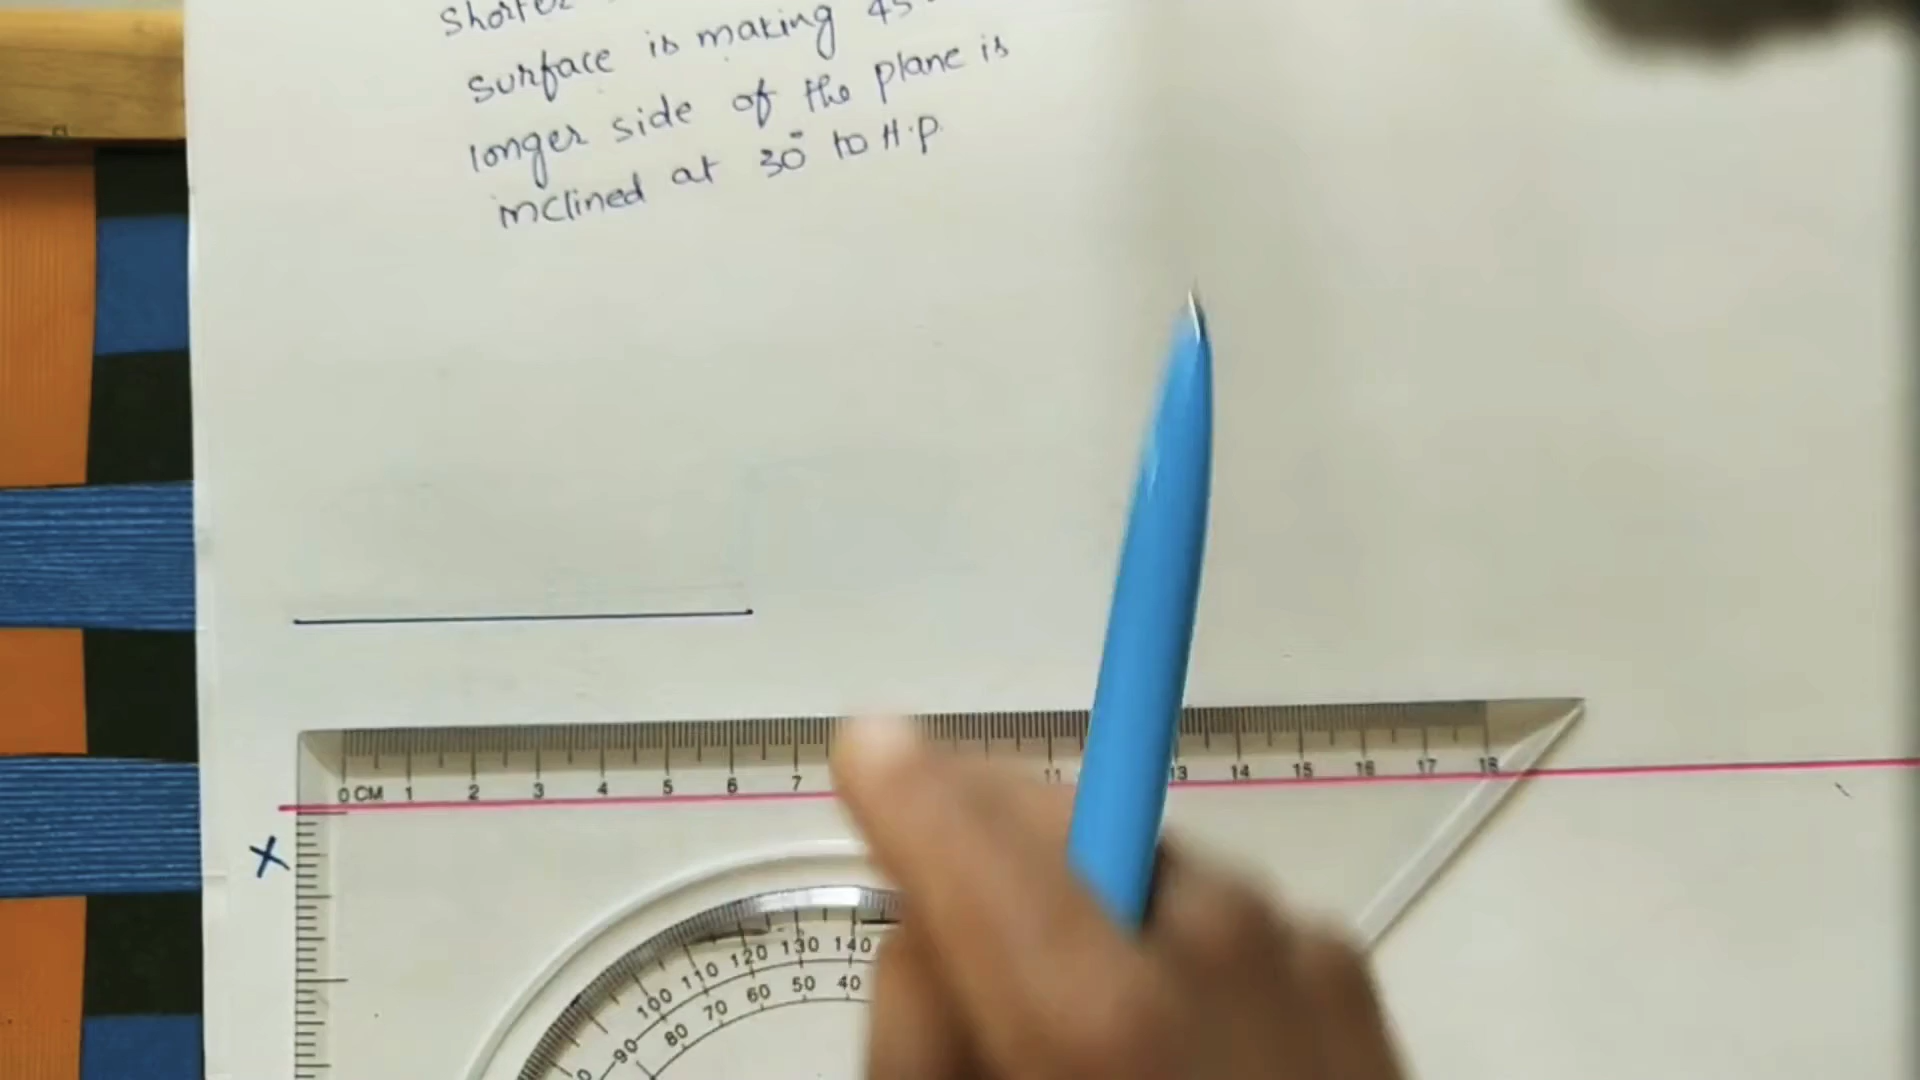 shorter
surface is making 45°
longer side of the plane is
inclined at 30° to H.P.
0 CM 1 2 3 4 5 6 7 11 13 14 15 16 17 18
X
100 110 120 130 140
90 80 70 60 50 40